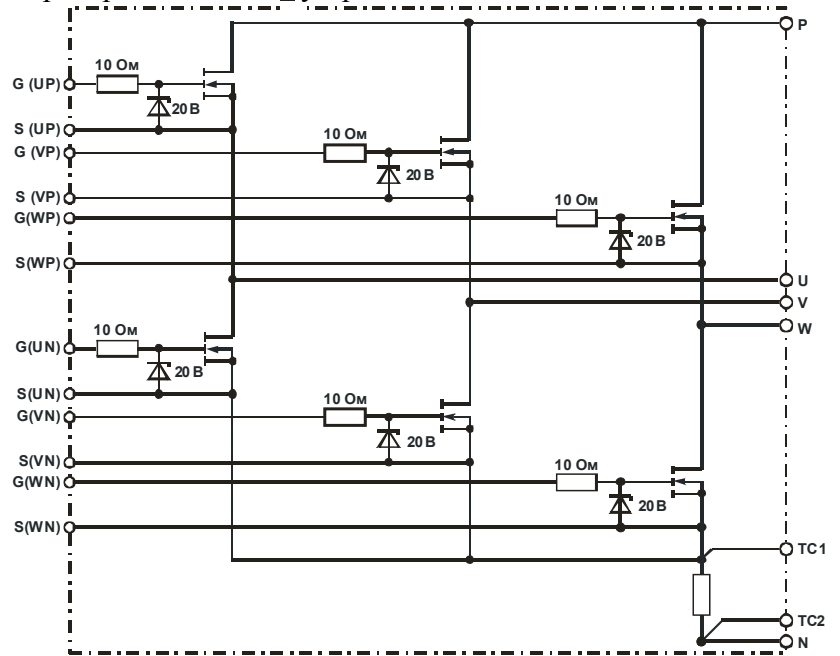 P
10 Ом
G (UP)
20 В
S (UP)
10 Ом
G (VP)
20 В
S (VP)
10 Ом
G(WP)
20 В
S(WP)
U
V
W
10 Ом
G(UN)
20 В
S(UN)
10 Ом
G(VN)
20 В
S(VN)
10 Ом
G(WN)
20 В
S(WN)
TC1
TC2
N